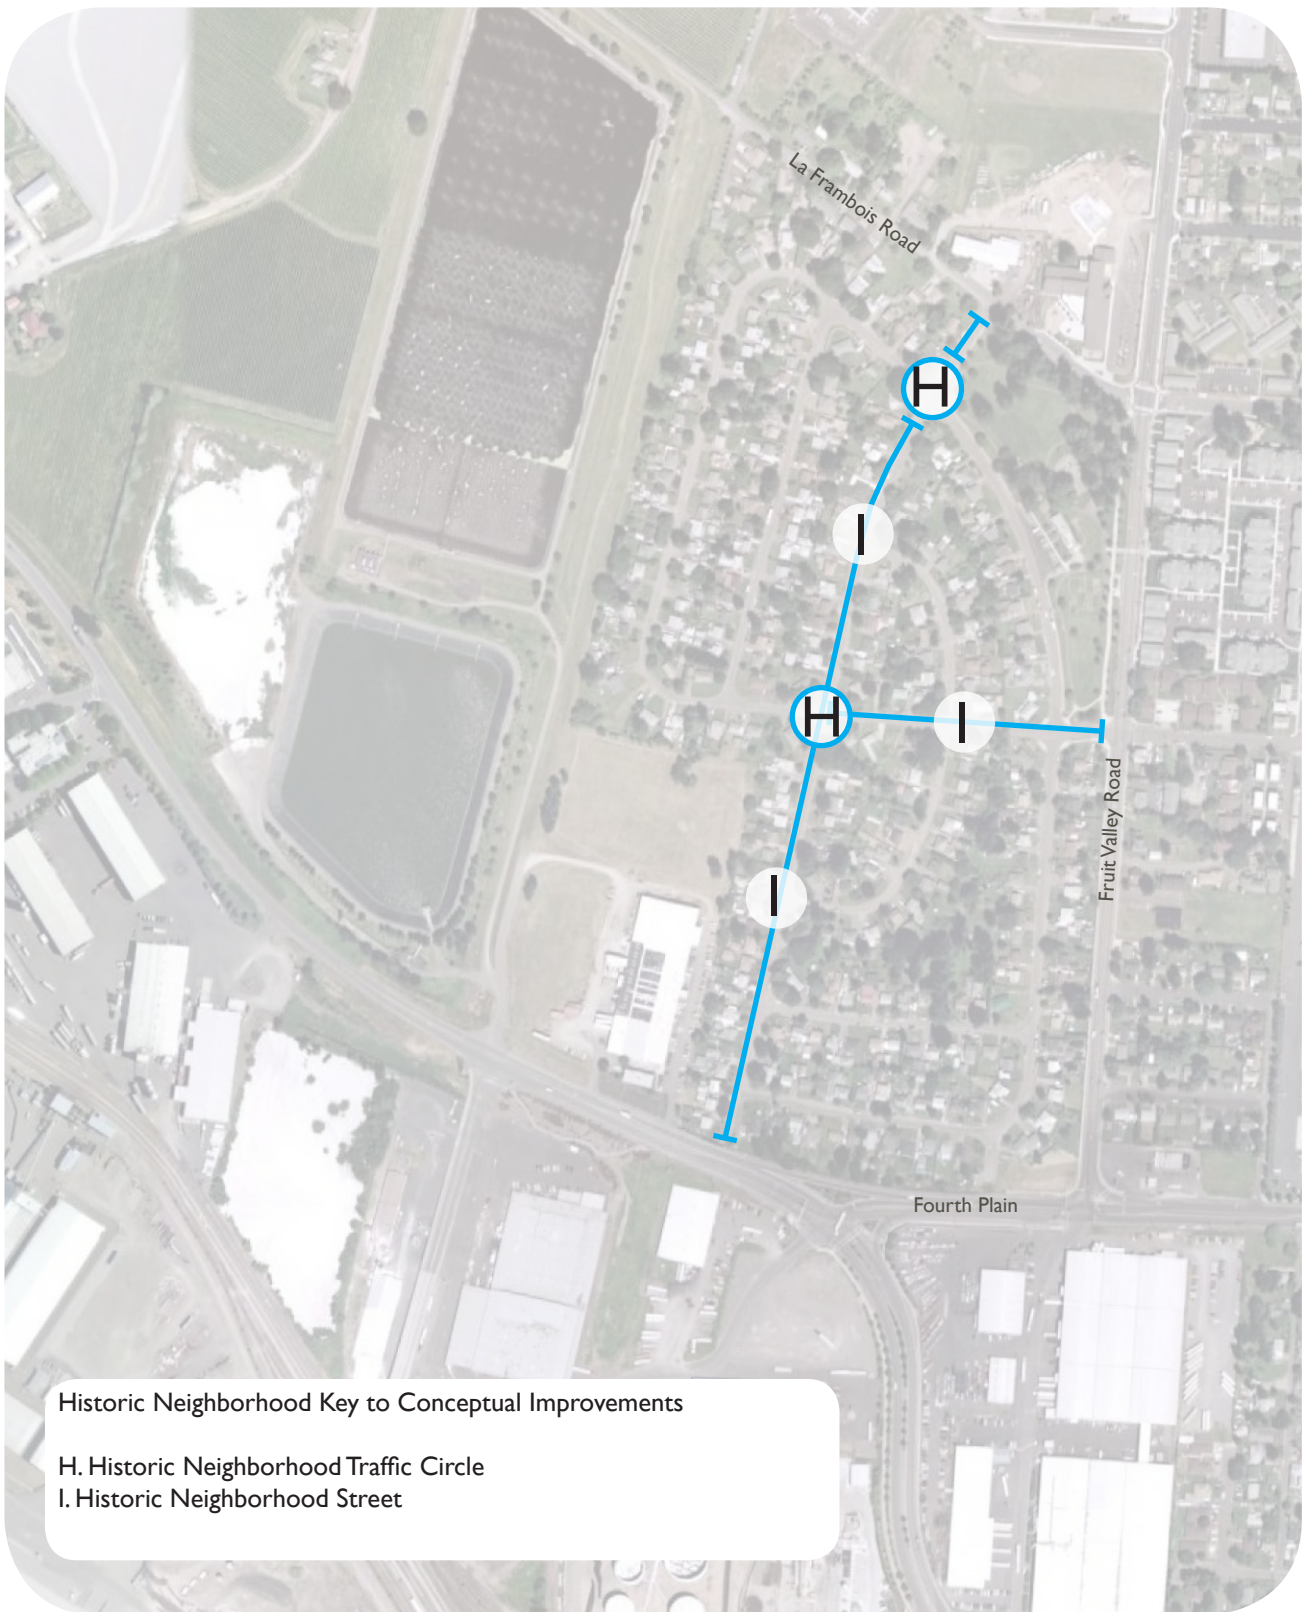 La Frambois Road
H
I
H
I
Fruit Valley Road
I
Fourth Plain
Historic Neighborhood Key to Conceptual Improvements
H. Historic Neighborhood Traffic Circle
I. Historic Neighborhood Street